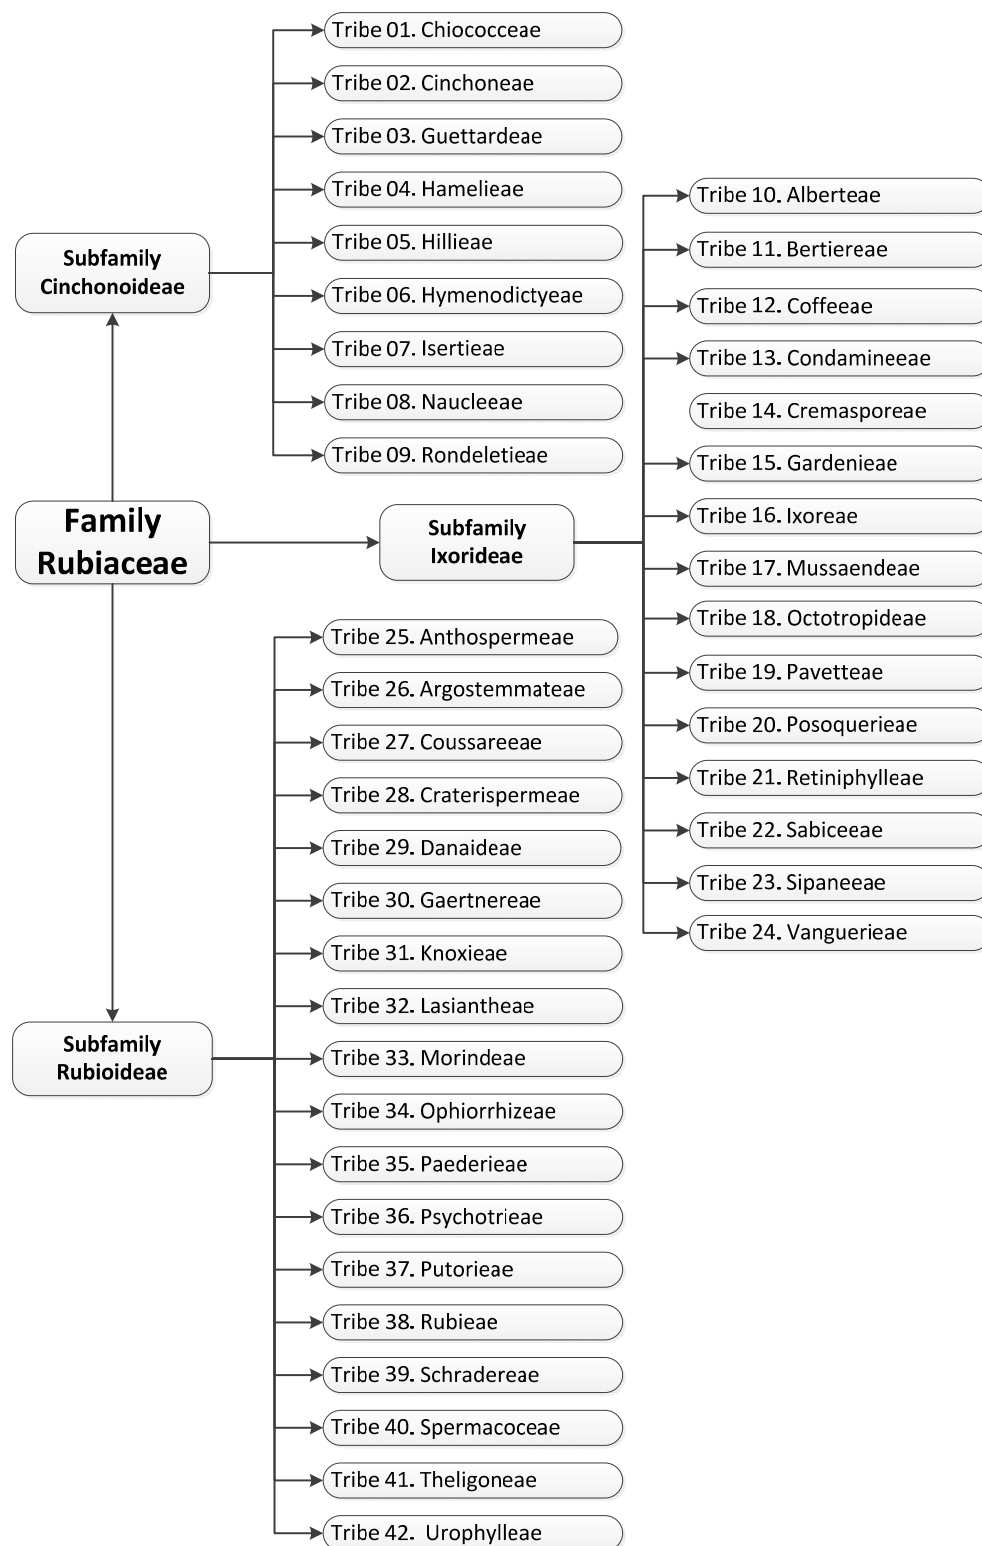 Tribe 01. Chiococceae
Tribe 02. Cinchoneae
Tribe 03. Guettardeae
Tribe 04. Hamelieae
Tribe 05. Hillieae
Tribe 06. Hymenodictyeae
Tribe 07. Isertieae
Tribe 08. Naucleeae
Tribe 09. Rondeletieae
Subfamily
Cinchonoideae
Family
Rubiaceae
Subfamily
Ixorideae
Tribe 10. Alberteae
Tribe 11. Bertiereae
Tribe 12. Coffeeae
Tribe 13. Condamineeae
Tribe 14. Cremasporeae
Tribe 15. Gardenieae
Tribe 16. Ixoreae
Tribe 17. Mussaendeae
Tribe 18. Octotropideae
Tribe 19. Pavetteae
Tribe 20. Posoquerieae
Tribe 21. Retiniphylleae
Tribe 22. Sabiceeae
Tribe 23. Sipaneeae
Tribe 24. Vanguerieae
Subfamily
Rubioideae
Tribe 25. Anthospermeae
Tribe 26. Argostemmateae
Tribe 27. Coussareeae
Tribe 28. Craterispermeae
Tribe 29. Danaideae
Tribe 30. Gaertnereae
Tribe 31. Knoxieae
Tribe 32. Lasiantheae
Tribe 33. Morindeae
Tribe 34. Ophiorrhizeae
Tribe 35. Paederieae
Tribe 36. Psychotrieae
Tribe 37. Putorieae
Tribe 38. Rubieae
Tribe 39. Schradereae
Tribe 40. Spermacoceae
Tribe 41. Theligoneae
Tribe 42. Urophylleae